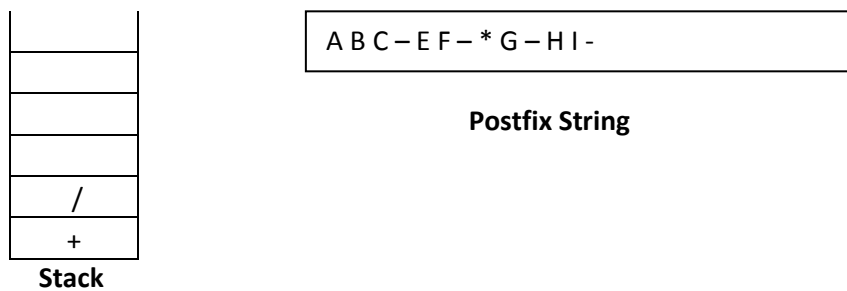 A B C – E F – * G – H I -
Postfix String
/
+
Stack